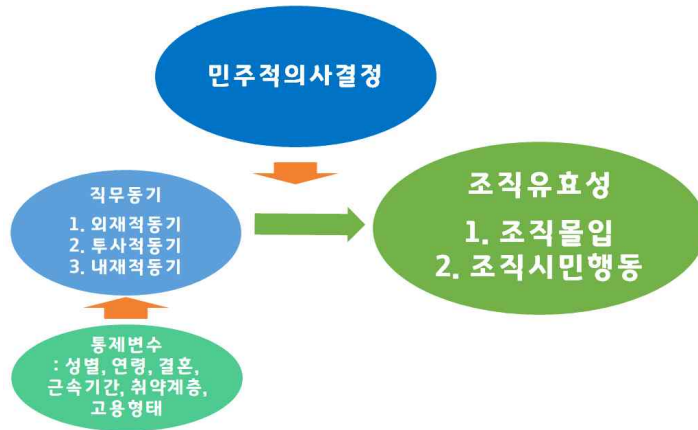 민주적의사결정
직무동기
1. 외재적동기
2. 투사적동기
3. 내재적동기
조직유효성
1. 조직몰입
2. 조직시민행동
통제변수
: 성별, 연령, 결혼,
근속기간, 취약계층,
고용형태